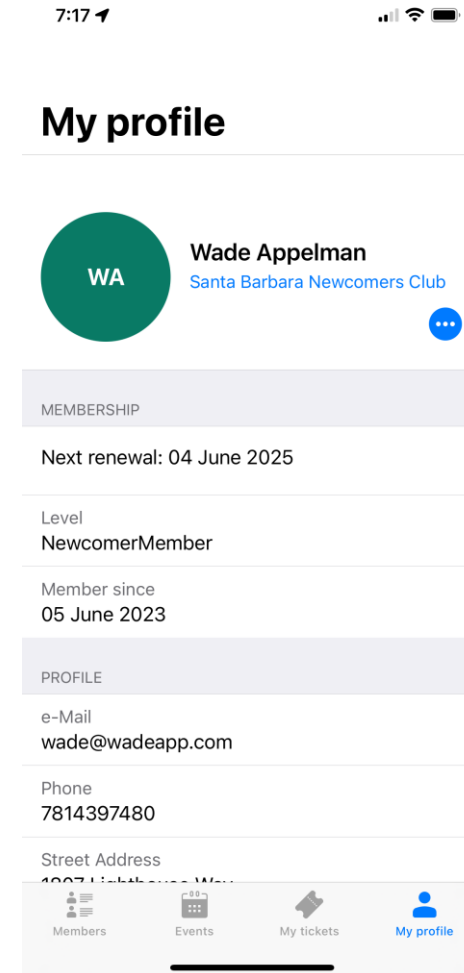 7:17
My profile
WA
Wade Appelman
Santa Barbara Newcomers Club
MEMBERSHIP
Next renewal: 04 June 2025
Level
NewcomerMember
Member since
05 June 2023
PROFILE
e-Mail
wade@wadeapp.com
Phone
7814397480
Street Address
Members
Events
My tickets
My profile